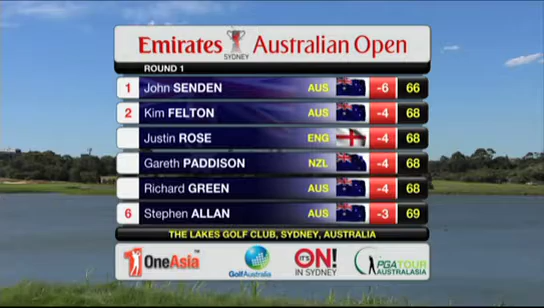 Emirates SYDNEY Australian Open
ROUND 1
1 John SENDEN AUS -6 66
2 Kim FELTON AUS -4 68
Justin ROSE ENG -4 68
Gareth PADDISON NZL -4 68
Richard GREEN AUS -4 68
6 Stephen ALLAN AUS -3 69
THE LAKES GOLF CLUB, SYDNEY, AUSTRALIA
OneAsia™ GolfAustralia IT'S ON! IN SYDNEY PGA TOUR AUSTRALASIA